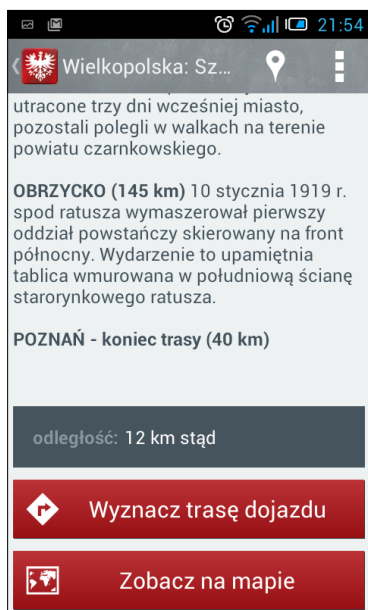 21:54
Wielkopolska: Sz...
utracone trzy dni wcześniej miasto,
pozostali polegli w walkach na terenie
powiatu czarnkowskiego.
OBRZYCKO (145 km) 10 stycznia 1919 r.
spod ratusza wymaszerował pierwszy
oddział powstańczy skierowany na front
północny. Wydarzenie to upamiętnia
tablica wmurowana w południową ścianę
starorynkowego ratusza.
POZNAŃ - koniec trasy (40 km)
odległość: 12 km stąd
Wyznacz trasę dojazdu
Zobacz na mapie